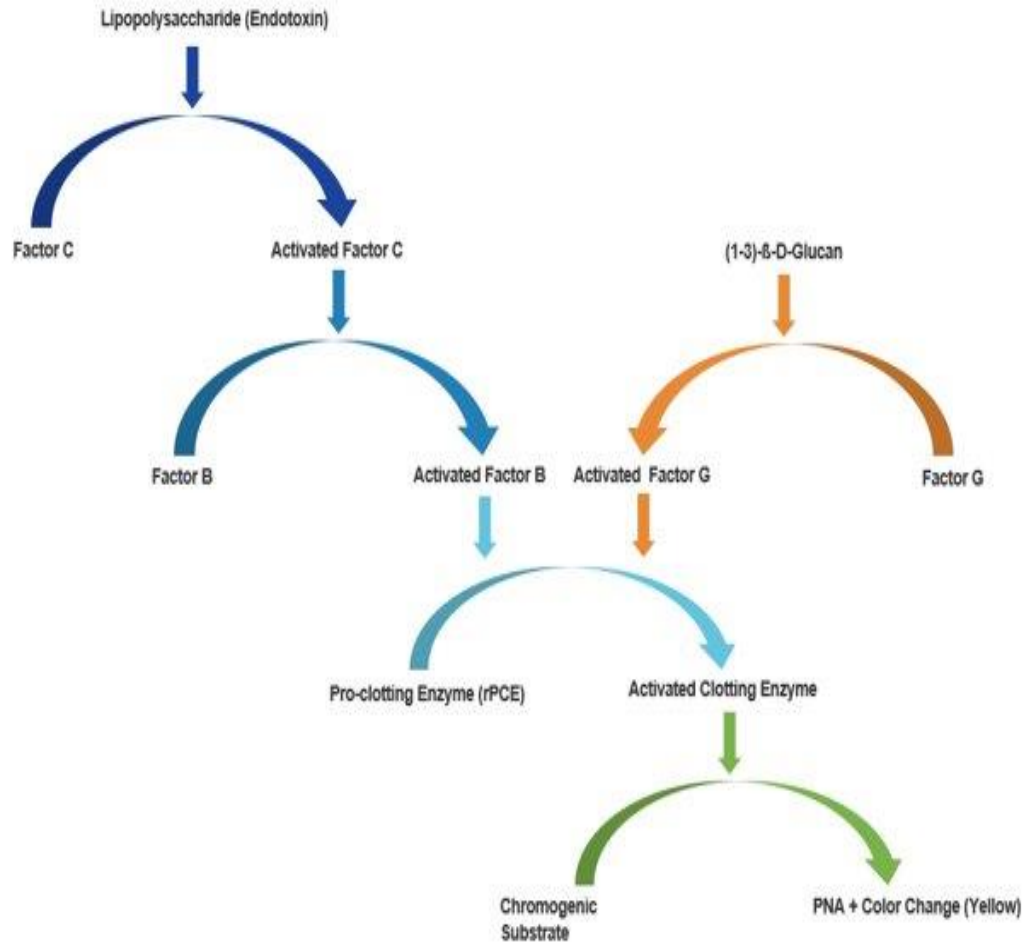 Lipopolysaccharide (Endotoxin)
Factor C
Activated Factor C
(1-3)-ß-D-Glucan
Factor B
Activated Factor B
Activated Factor G
Factor G
Pro-clotting Enzyme (rPCE)
Activated Clotting Enzyme
Chromogenic
Substrate
PNA + Color Change (Yellow)